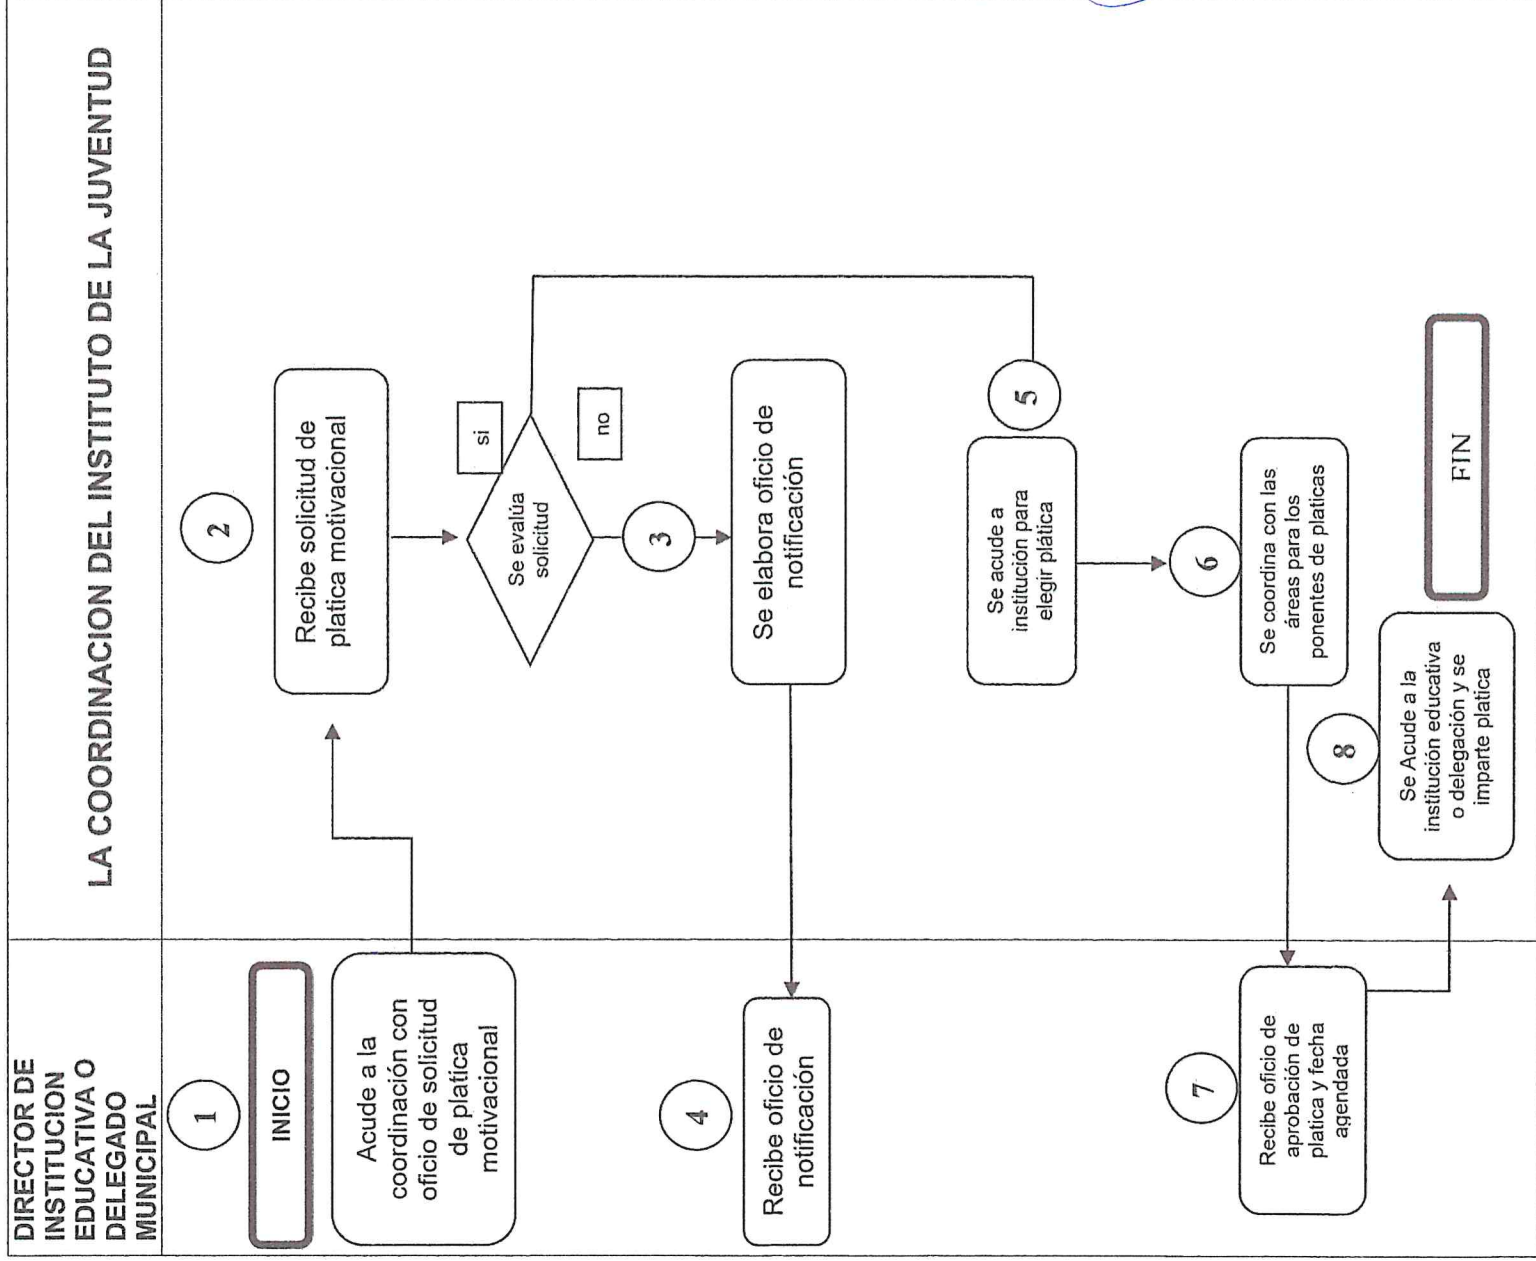 DIRECTOR DE
INSTITUCION
EDUCATIVA O
DELEGADO
MUNICIPAL
LA COORDINACION DEL INSTITUTO DE LA JUVENTUD
1
INICIO
Acude a la
coordinación con
oficio de solicitud
de platica
motivacional
2
Recibe solicitud de
platica motivacional
Se evalúa
solicitud
si
no
3
Se elabora oficio de
notificación
4
Recibe oficio de
notificación
5
Se acude a
institución para
elegir plática
6
Se coordina con las
áreas para los
ponentes de platicas
7
Recibe oficio de
aprobación de
platica y fecha
agendada
8
Se Acude a la
institución educativa
o delegación y se
imparte platica
FIN